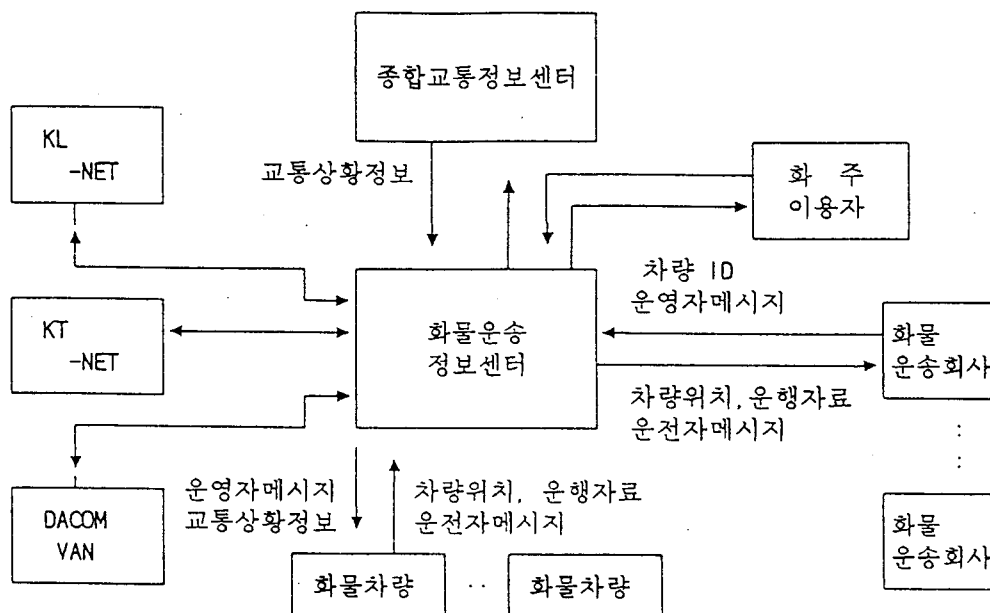 종합교통정보센터
KL
-NET
교통상황정보
화 주
이용자
차량 ID
운영자메시지
KT
-NET
화물운송
정보센터
화물
운송회사
차량위치, 운행자료
운전자메시지
운영자메시지
교통상황정보
차량위치, 운행자료
운전자메시지
DACOM
VAN
화물
운송회사
화물차량
화물차량